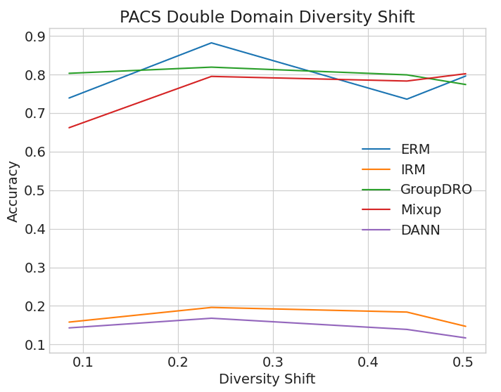 PACS Double Domain Diversity Shift
0.9
0.8
0.7
0.6
0.5
0.4
0.3
0.2
0.1
Accuracy
ERM
IRM
GroupDRO
Mixup
DANN
0.1 0.2 0.3 0.4 0.5
Diversity Shift